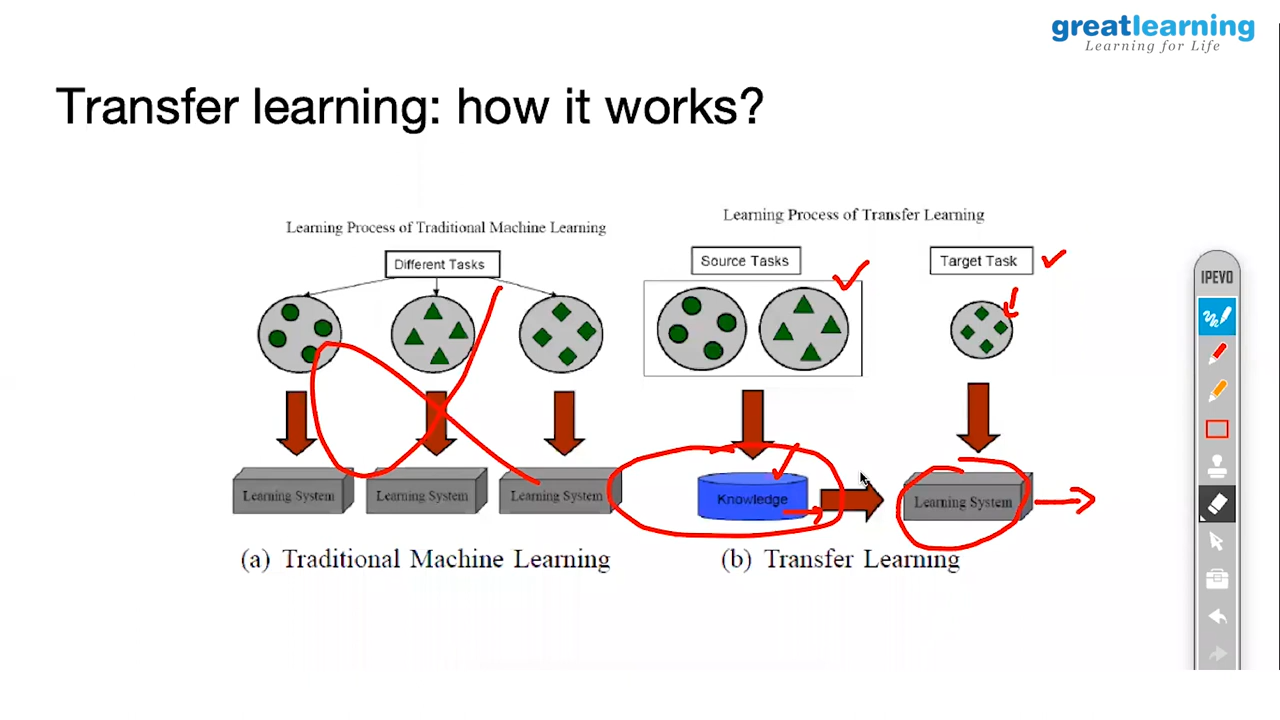 greatlearning
Learning for Life
Transfer learning: how it works?
Learning Process of Traditional Machine Learning
Different Tasks
Learning System
Learning System
Learning System
(a) Traditional Machine Learning
Learning Process of Transfer Learning
Source Tasks
Target Task
Knowledge
Learning System
(b) Transfer Learning
IPEVO